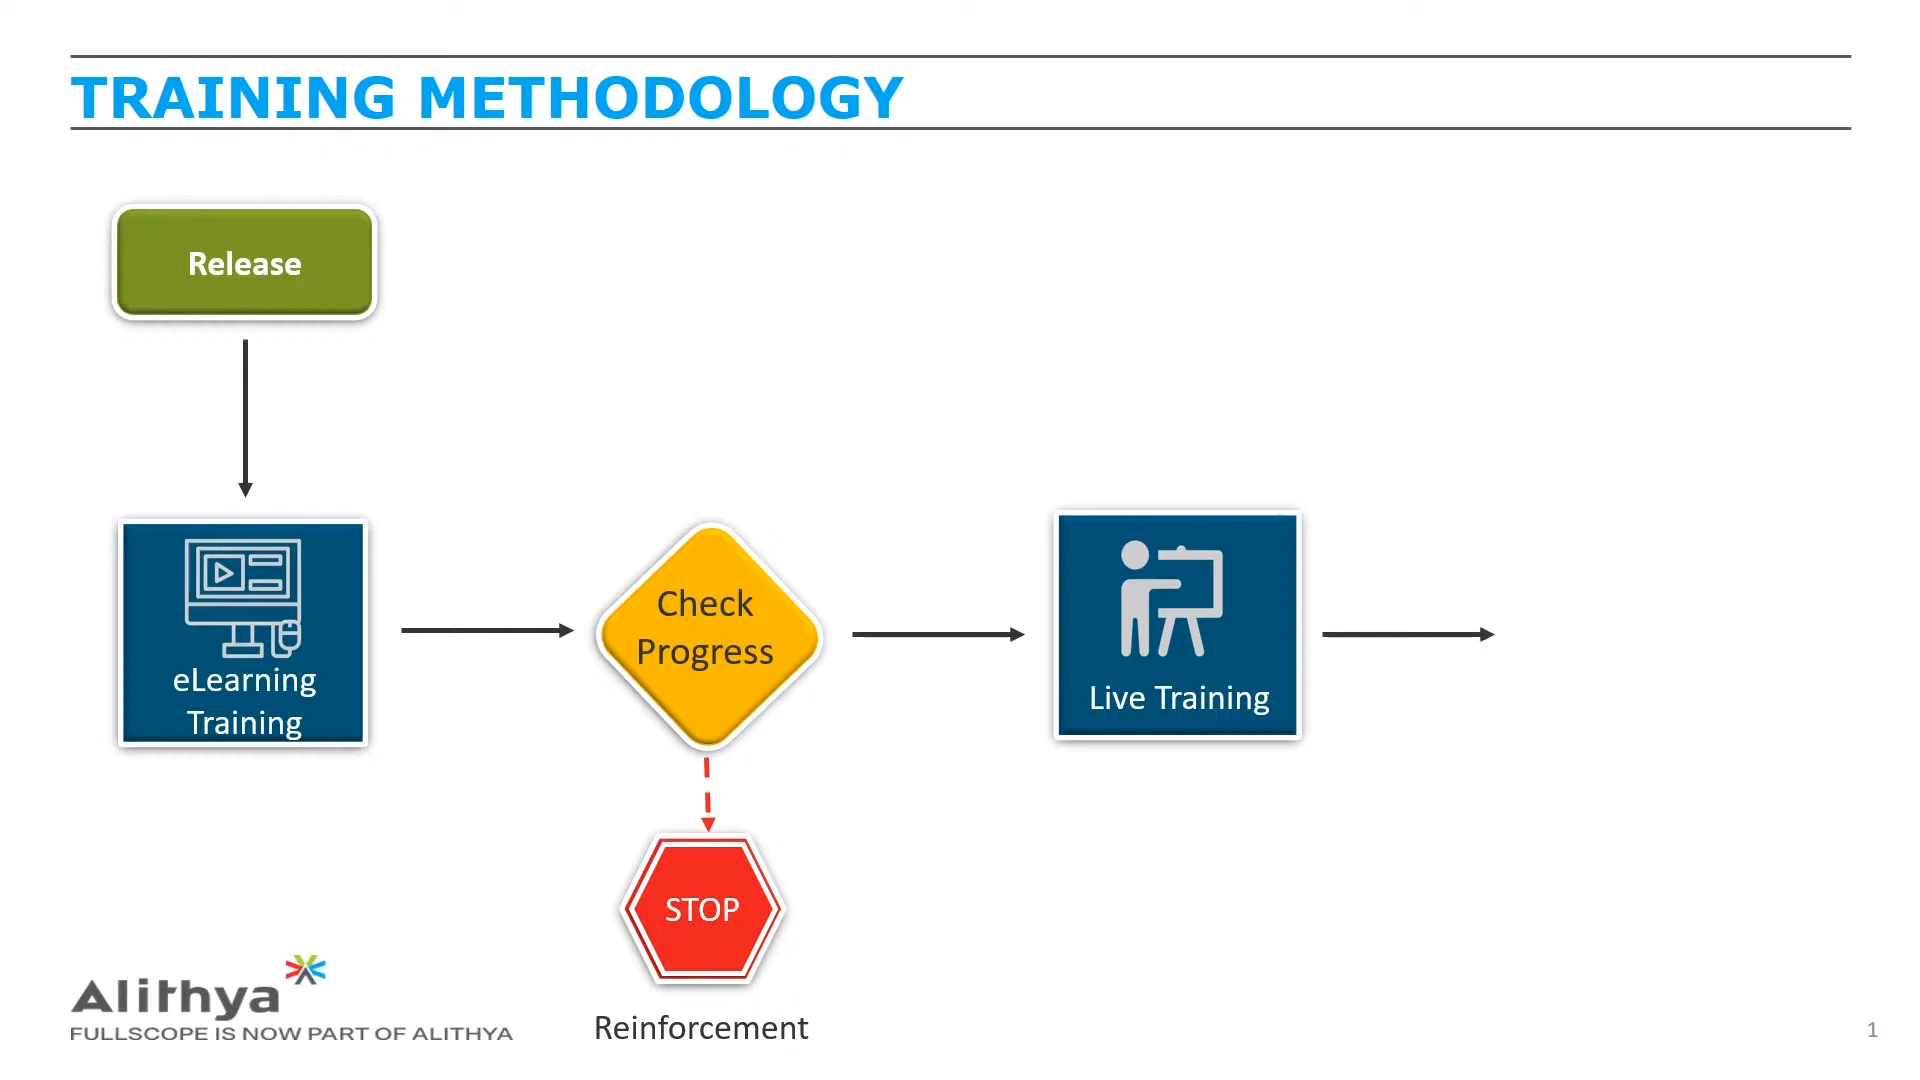 TRAINING METHODOLOGY
Release
eLearning
Training
Check
Progress
Live Training
STOP
Reinforcement
Alithya
FULLSCOPE IS NOW PART OF ALITHYA
1